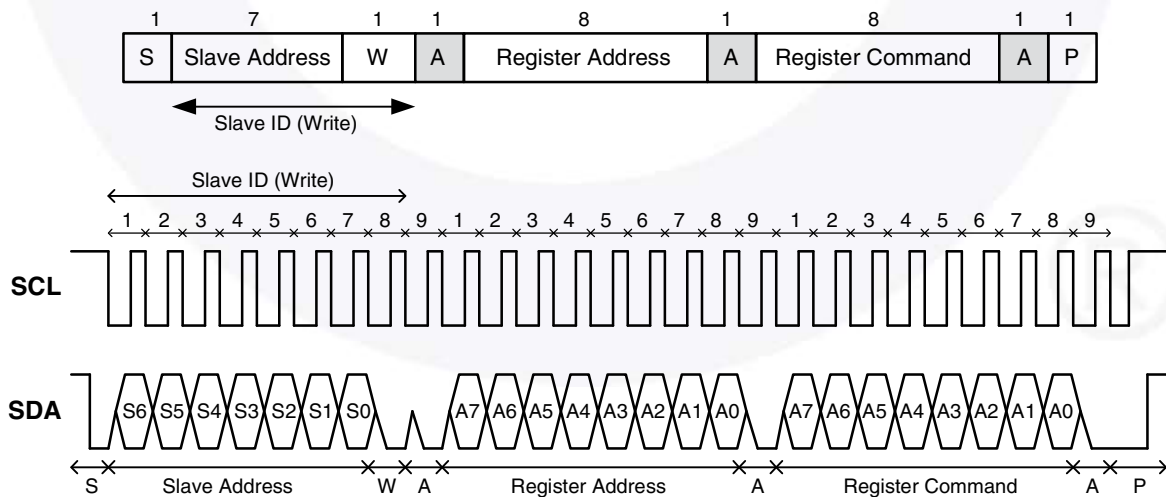 1 7 1 1 8 1 8 1 1
S Slave Address W A Register Address A Register Command A P
Slave ID (Write)
Slave ID (Write)
1 2 3 4 5 6 7 8 9 1 2 3 4 5 6 7 8 9 1 2 3 4 5 6 7 8 9
SCL
SDA S6 S5 S4 S3 S2 S1 S0 A7 A6 A5 A4 A3 A2 A1 A0 A7 A6 A5 A4 A3 A2 A1 A0
S Slave Address W A Register Address A Register Command A P
®